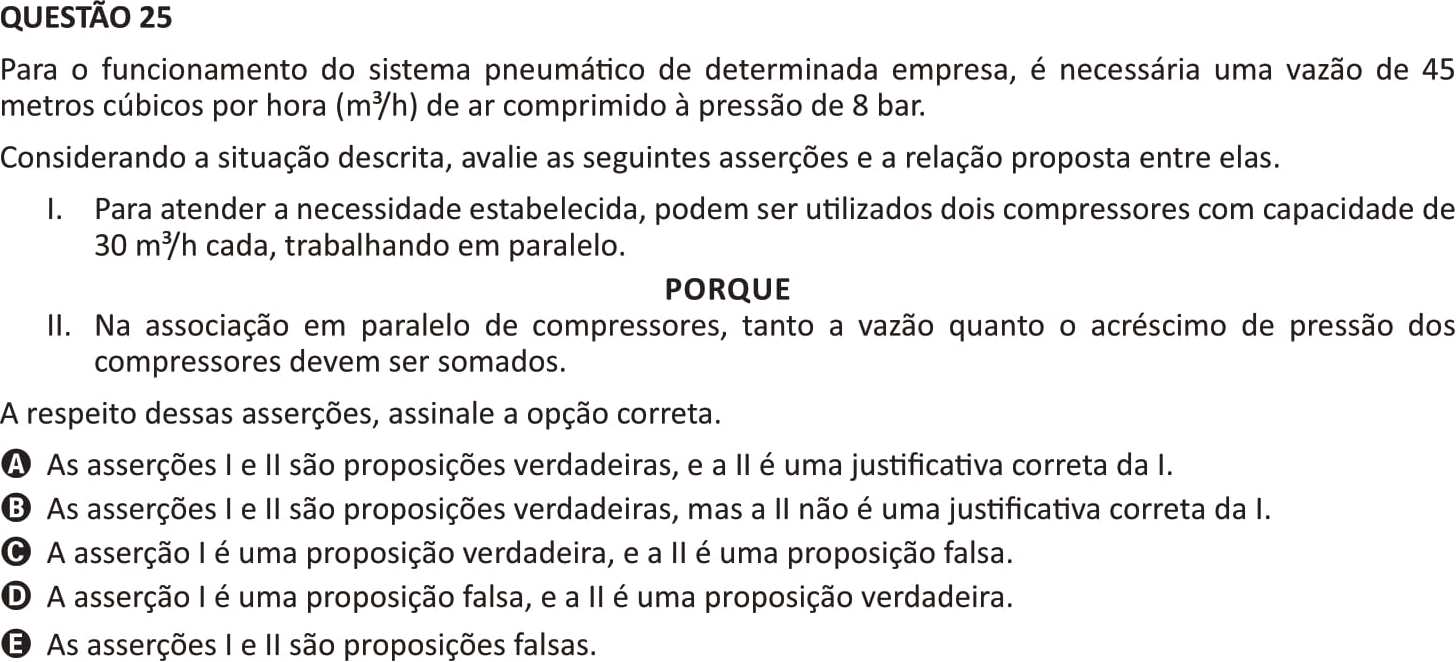 QUESTÃO 25
Para o funcionamento do sistema pneumático de determinada empresa, é necessária uma vazão de 45
metros cúbicos por hora (m³/h) de ar comprimido à pressão de 8 bar.
Considerando a situação descrita, avalie as seguintes asserções e a relação proposta entre elas.
I. Para atender a necessidade estabelecida, podem ser utilizados dois compressores com capacidade de
30 m³/h cada, trabalhando em paralelo.
PORQUE
II. Na associação em paralelo de compressores, tanto a vazão quanto o acréscimo de pressão dos
compressores devem ser somados.
A respeito dessas asserções, assinale a opção correta.
A As asserções I e II são proposições verdadeiras, e a II é uma justificativa correta da I.
B As asserções I e II são proposições verdadeiras, mas a II não é uma justificativa correta da I.
C A asserção I é uma proposição verdadeira, e a II é uma proposição falsa.
D A asserção I é uma proposição falsa, e a II é uma proposição verdadeira.
E As asserções I e II são proposições falsas.